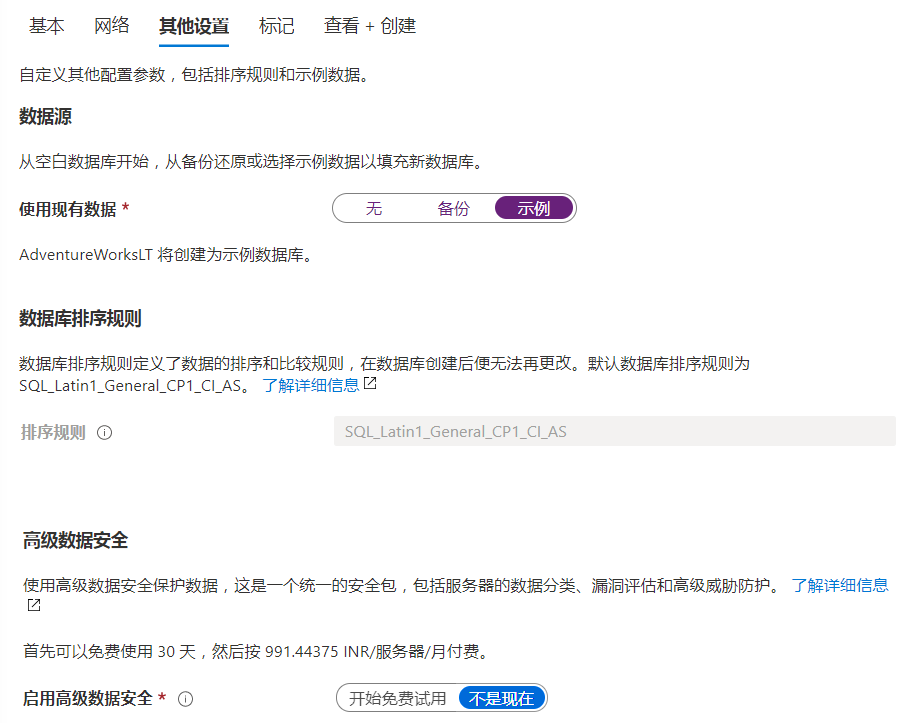 基本 网络 其他设置 标记 查看 + 创建
自定义其他配置参数，包括排序规则和示例数据。
数据源
从空白数据库开始，从备份还原或选择示例数据以填充新数据库。
使用现有数据 * 无 备份 示例
AdventureWorksLT 将创建为示例数据库。
数据库排序规则
数据库排序规则定义了数据的排序和比较规则，在数据库创建后便无法再更改。默认数据库排序规则为
SQL_Latin1_General_CP1_CI_AS。 了解详细信息
排序规则 SQL_Latin1_General_CP1_CI_AS
高级数据安全
使用高级数据安全保护数据，这是一个统一的安全包，包括服务器的数据分类、漏洞评估和高级威胁防护。 了解详细信息
首先可以免费使用 30 天，然后按 991.44375 INR/服务器/月付费。
启用高级数据安全 * 开始免费试用 不是现在